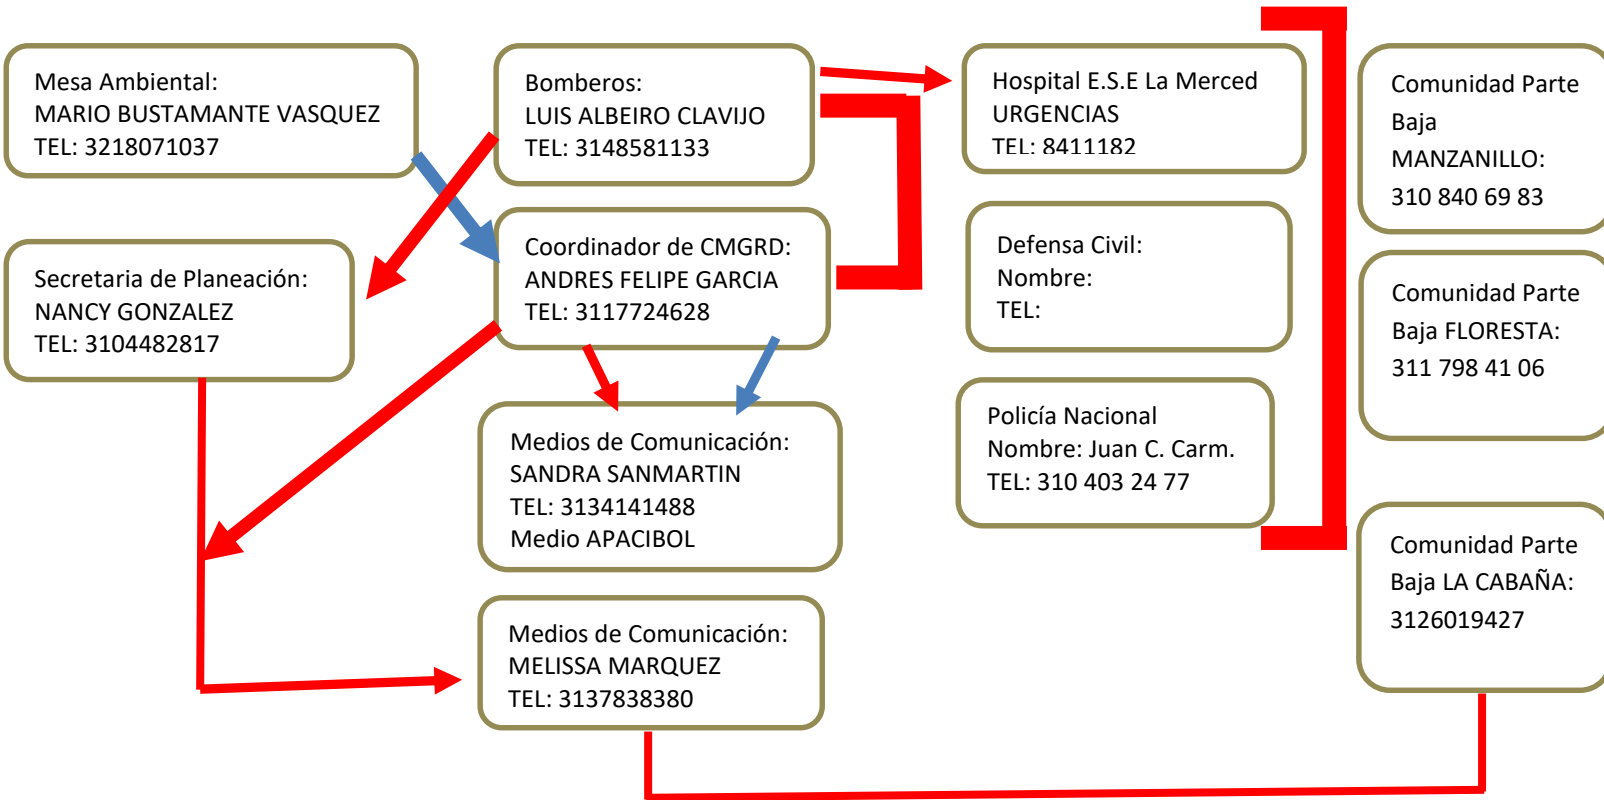 Mesa Ambiental:
MARIO BUSTAMANTE VASQUEZ
TEL: 3218071037
Bomberos:
LUIS ALBEIRO CLAVIJO
TEL: 3148581133
Hospital E.S.E La Merced
URGENCIAS
TEL: 8411182
Comunidad Parte
Baja
MANZANILLO:
310 840 69 83
Secretaria de Planeación:
NANCY GONZALEZ
TEL: 3104482817
Coordinador de CMGRD:
ANDRES FELIPE GARCIA
TEL: 3117724628
Defensa Civil:
Nombre:
TEL:
Comunidad Parte
Baja FLORESTA:
311 798 41 06
Medios de Comunicación:
SANDRA SANMARTIN
TEL: 3134141488
Medio APACIBOL
Policía Nacional
Nombre: Juan C. Carm.
TEL: 310 403 24 77
Comunidad Parte
Baja LA CABAÑA:
3126019427
Medios de Comunicación:
MELISSA MARQUEZ
TEL: 3137838380